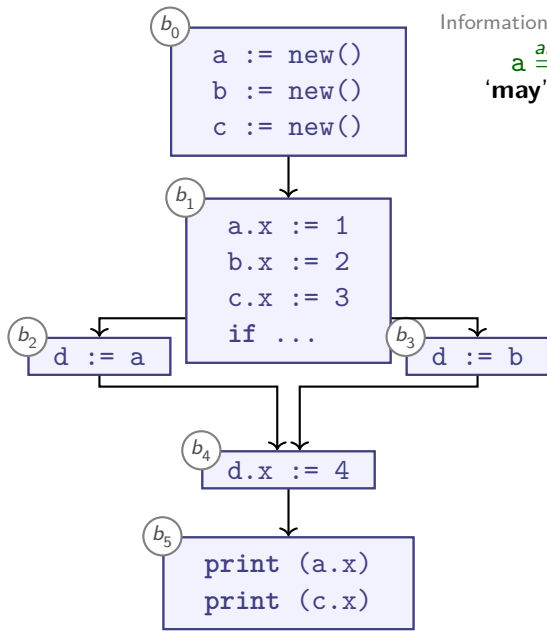 b0
a := new()
b := new()
c := new()
Information
a =
‘may’
b1
a.x := 1
b.x := 2
c.x := 3
if ...
b2
d := a
b3
d := b
b4
d.x := 4
b5
print (a.x)
print (c.x)